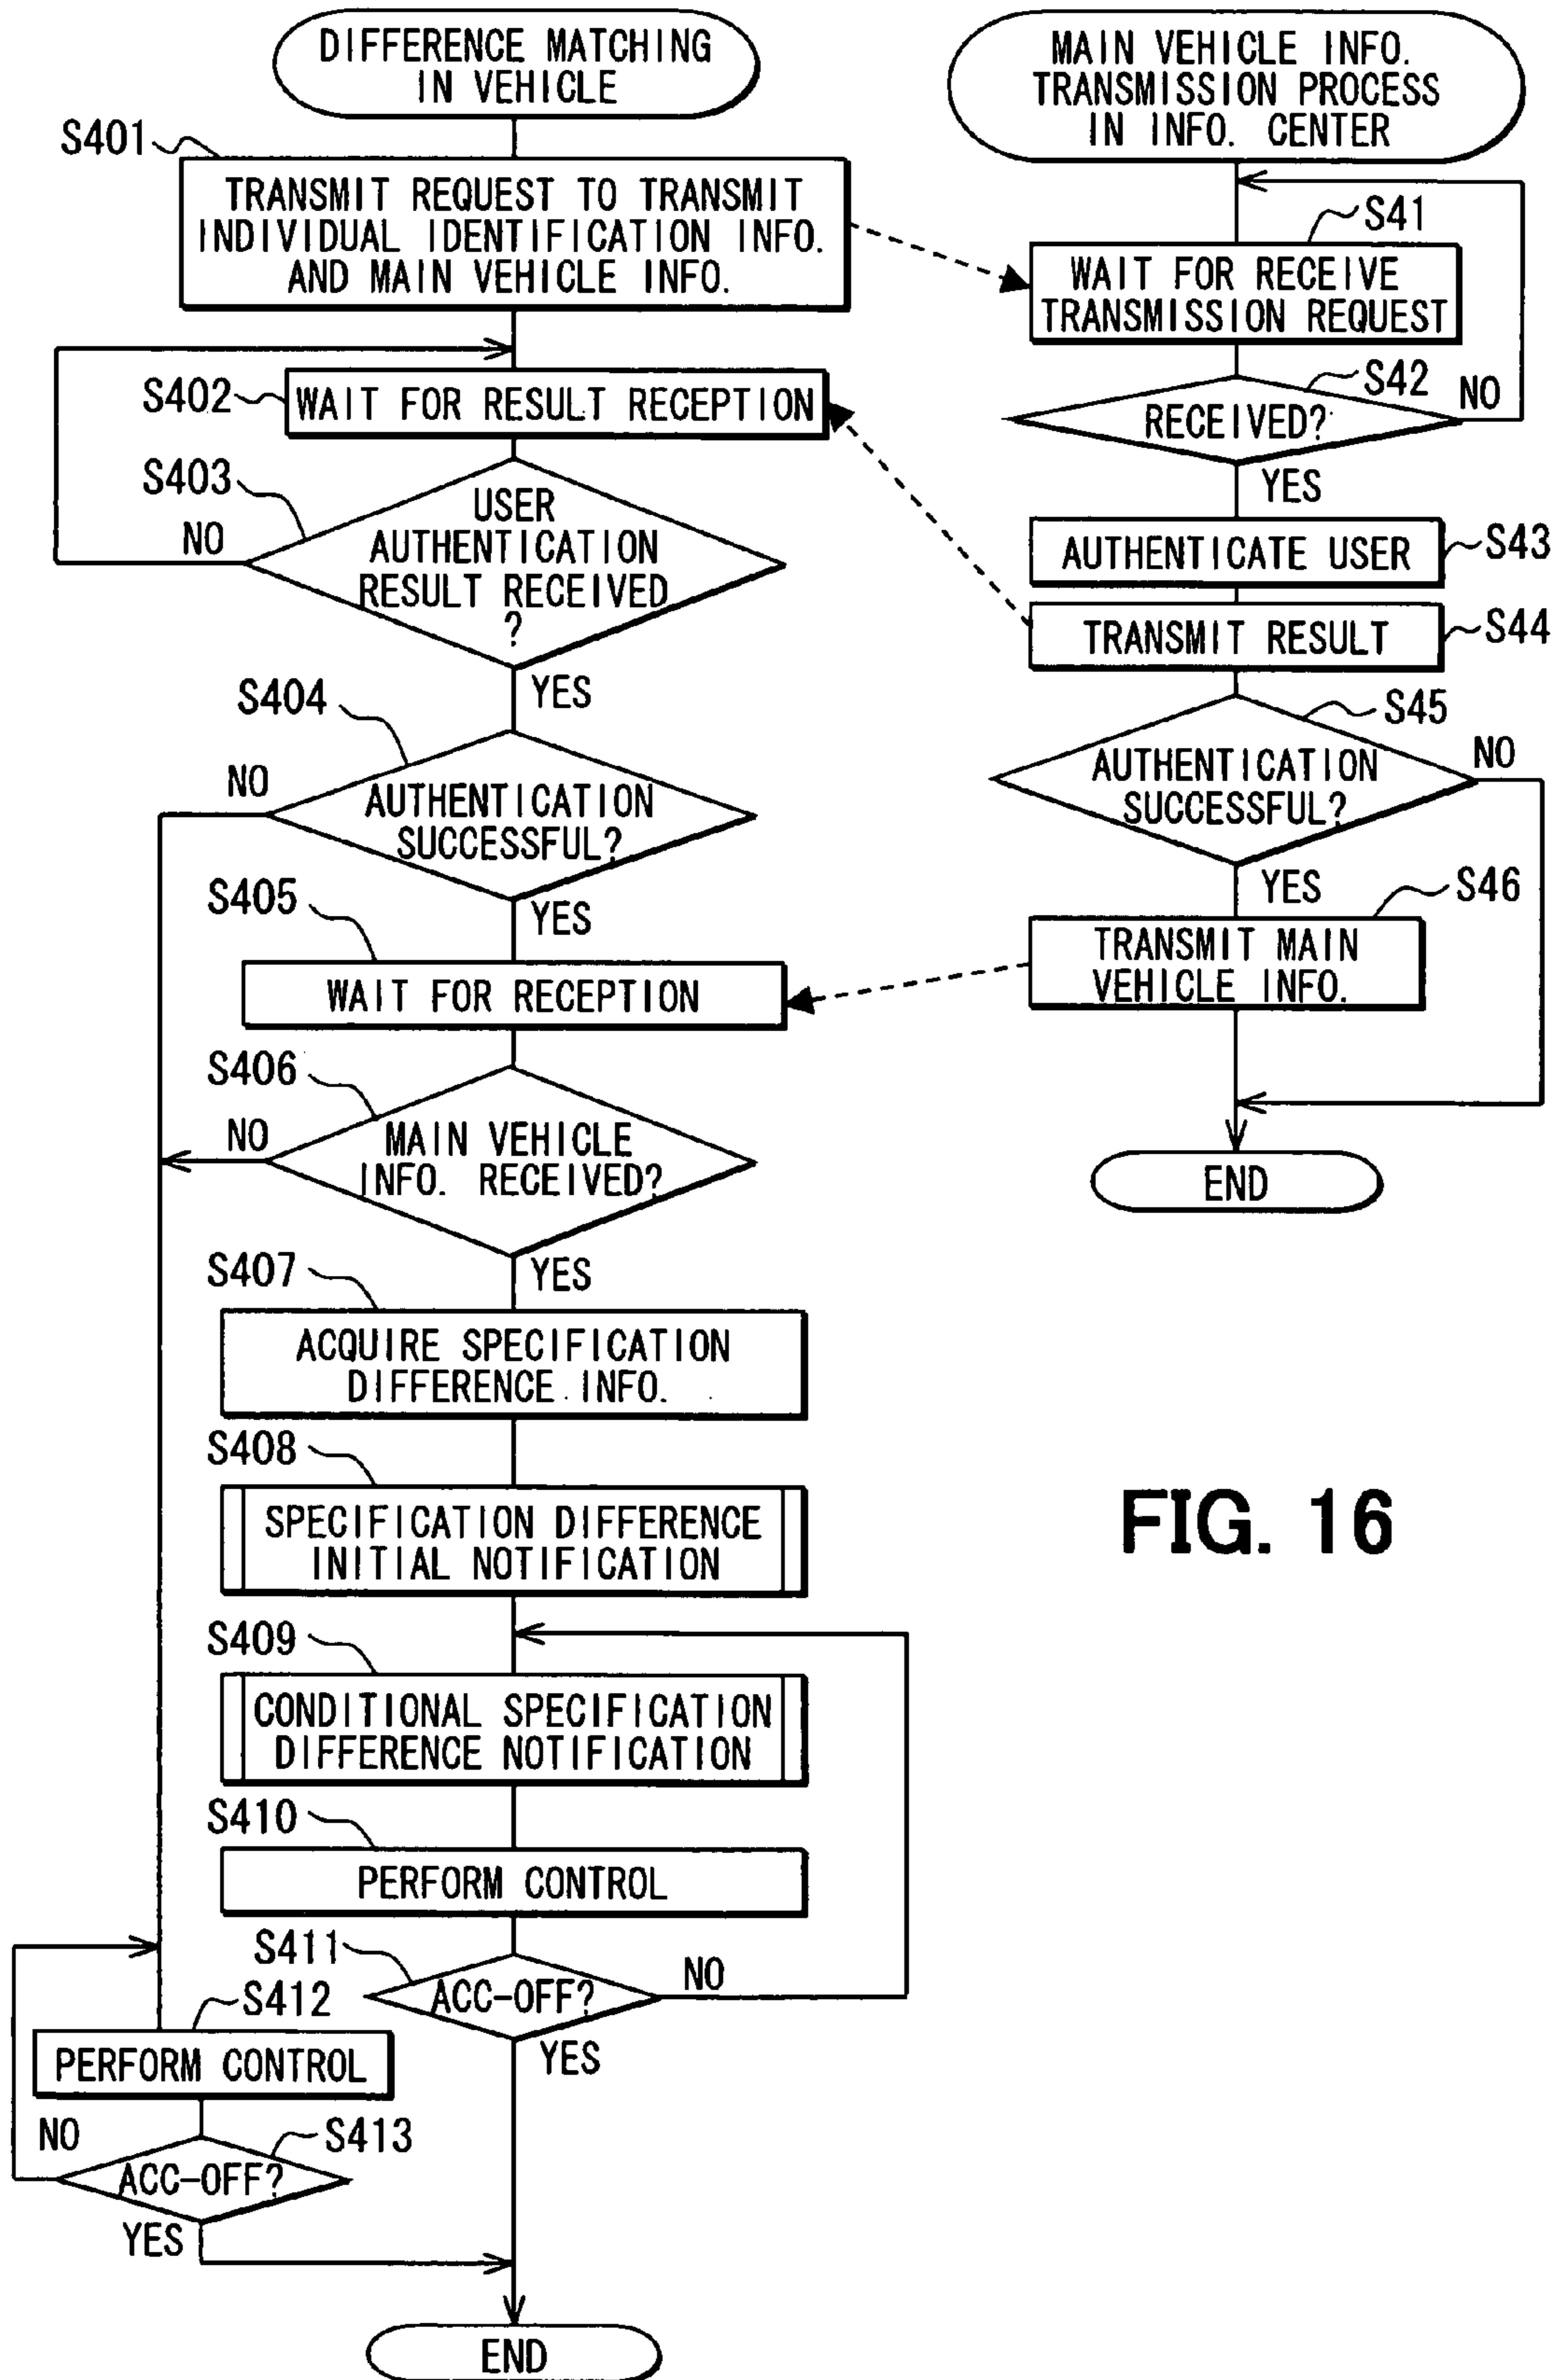 DIFFERENCE MATCHING
IN VEHICLE
S401
TRANSMIT REQUEST TO TRANSMIT
INDIVIDUAL IDENTIFICATION INFO.
AND MAIN VEHICLE INFO.
S402
WAIT FOR RESULT RECEPTION
S403
USER
AUTHENTICATION
RESULT RECEIVED
?
NO
YES
S404
AUTHENTICATION
SUCCESSFUL?
NO
YES
S405
WAIT FOR RECEPTION
S406
MAIN VEHICLE
INFO. RECEIVED?
NO
YES
S407
ACQUIRE SPECIFICATION
DIFFERENCE INFO.
S408
SPECIFICATION DIFFERENCE
INITIAL NOTIFICATION
S409
CONDITIONAL SPECIFICATION
DIFFERENCE NOTIFICATION
S410
PERFORM CONTROL
S411
ACC-OFF?
NO
YES
S412
PERFORM CONTROL
S413
ACC-OFF?
NO
YES
END
MAIN VEHICLE INFO.
TRANSMISSION PROCESS
IN INFO. CENTER
S41
WAIT FOR RECEIVE
TRANSMISSION REQUEST
S42
RECEIVED?
NO
YES
AUTHENTICATE USER
S43
TRANSMIT RESULT
S44
S45
AUTHENTICATION
SUCCESSFUL?
NO
YES
S46
TRANSMIT MAIN
VEHICLE INFO.
END
FIG. 16